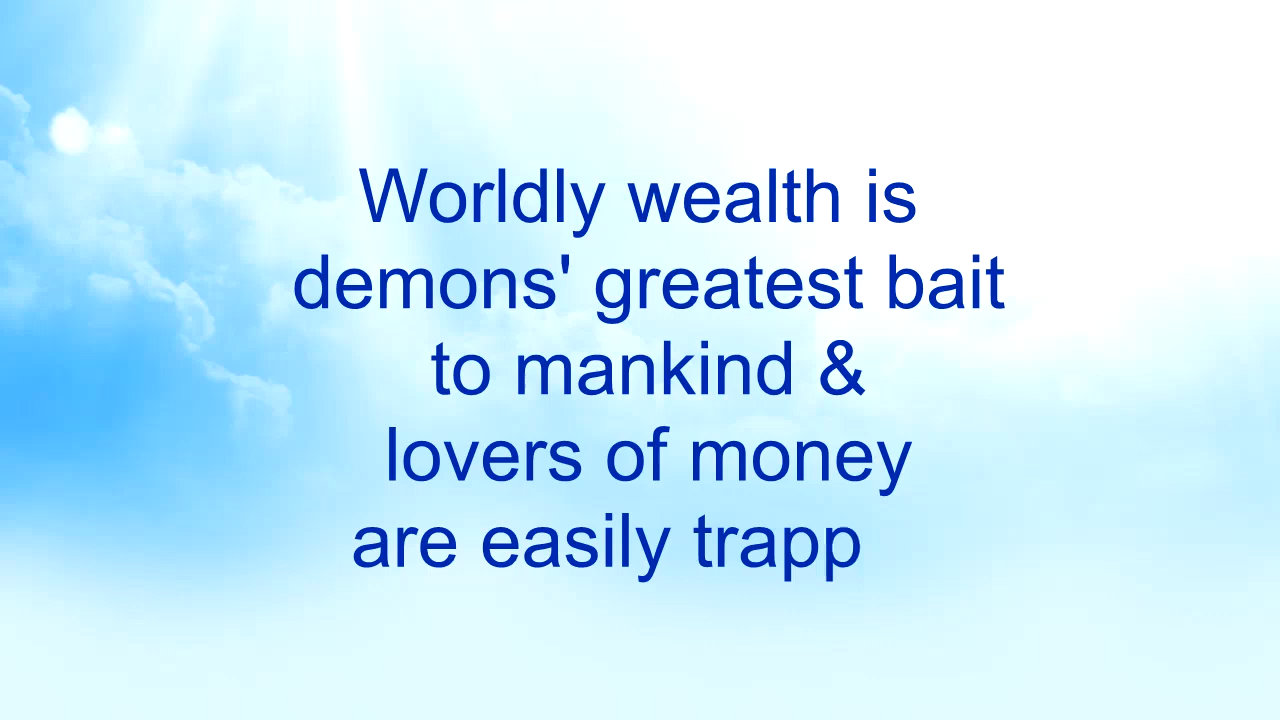 Worldly wealth is
demons' greatest bait
to mankind &
lovers of money
are easily trapp